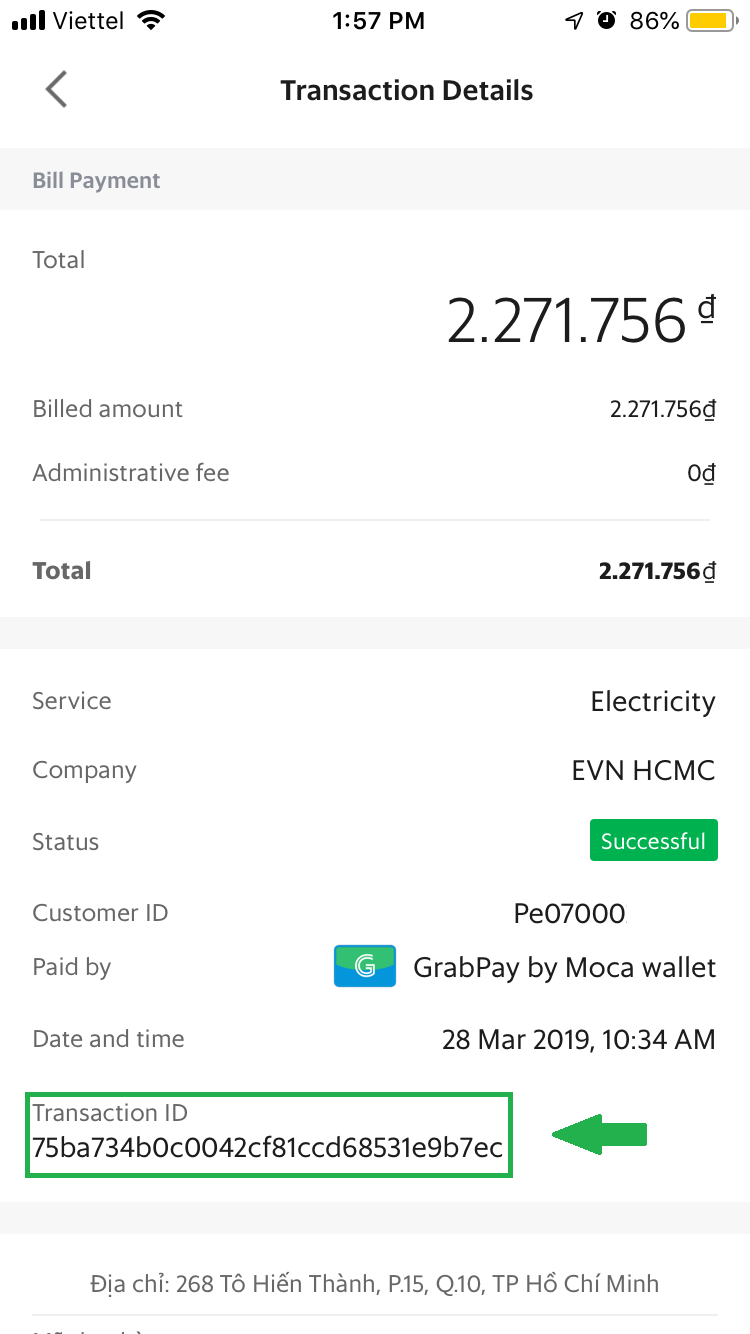 Viettel 1:57 PM 86%
Transaction Details
Bill Payment
Total
2.271.756 ₫
Billed amount 2.271.756₫
Administrative fee 0₫
Total 2.271.756₫
Service Electricity
Company EVN HCMC
Status Successful
Customer ID Pe07000
Paid by GrabPay by Moca wallet
Date and time 28 Mar 2019, 10:34 AM
Transaction ID
75ba734b0c0042cf81ccd68531e9b7ec
Địa chỉ: 268 Tô Hiến Thành, P.15, Q.10, TP Hồ Chí Minh